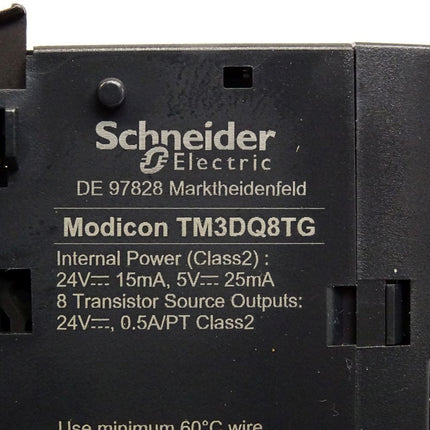 Schneider
Electric
DE 97828 Marktheidenfeld
Modicon TM3DQ8TG
Internal Power (Class2) :
24V⎓ 15mA, 5V⎓ 25mA
8 Transistor Source Outputs:
24V⎓, 0.5A/PT Class2
Use minimum 60°C wire